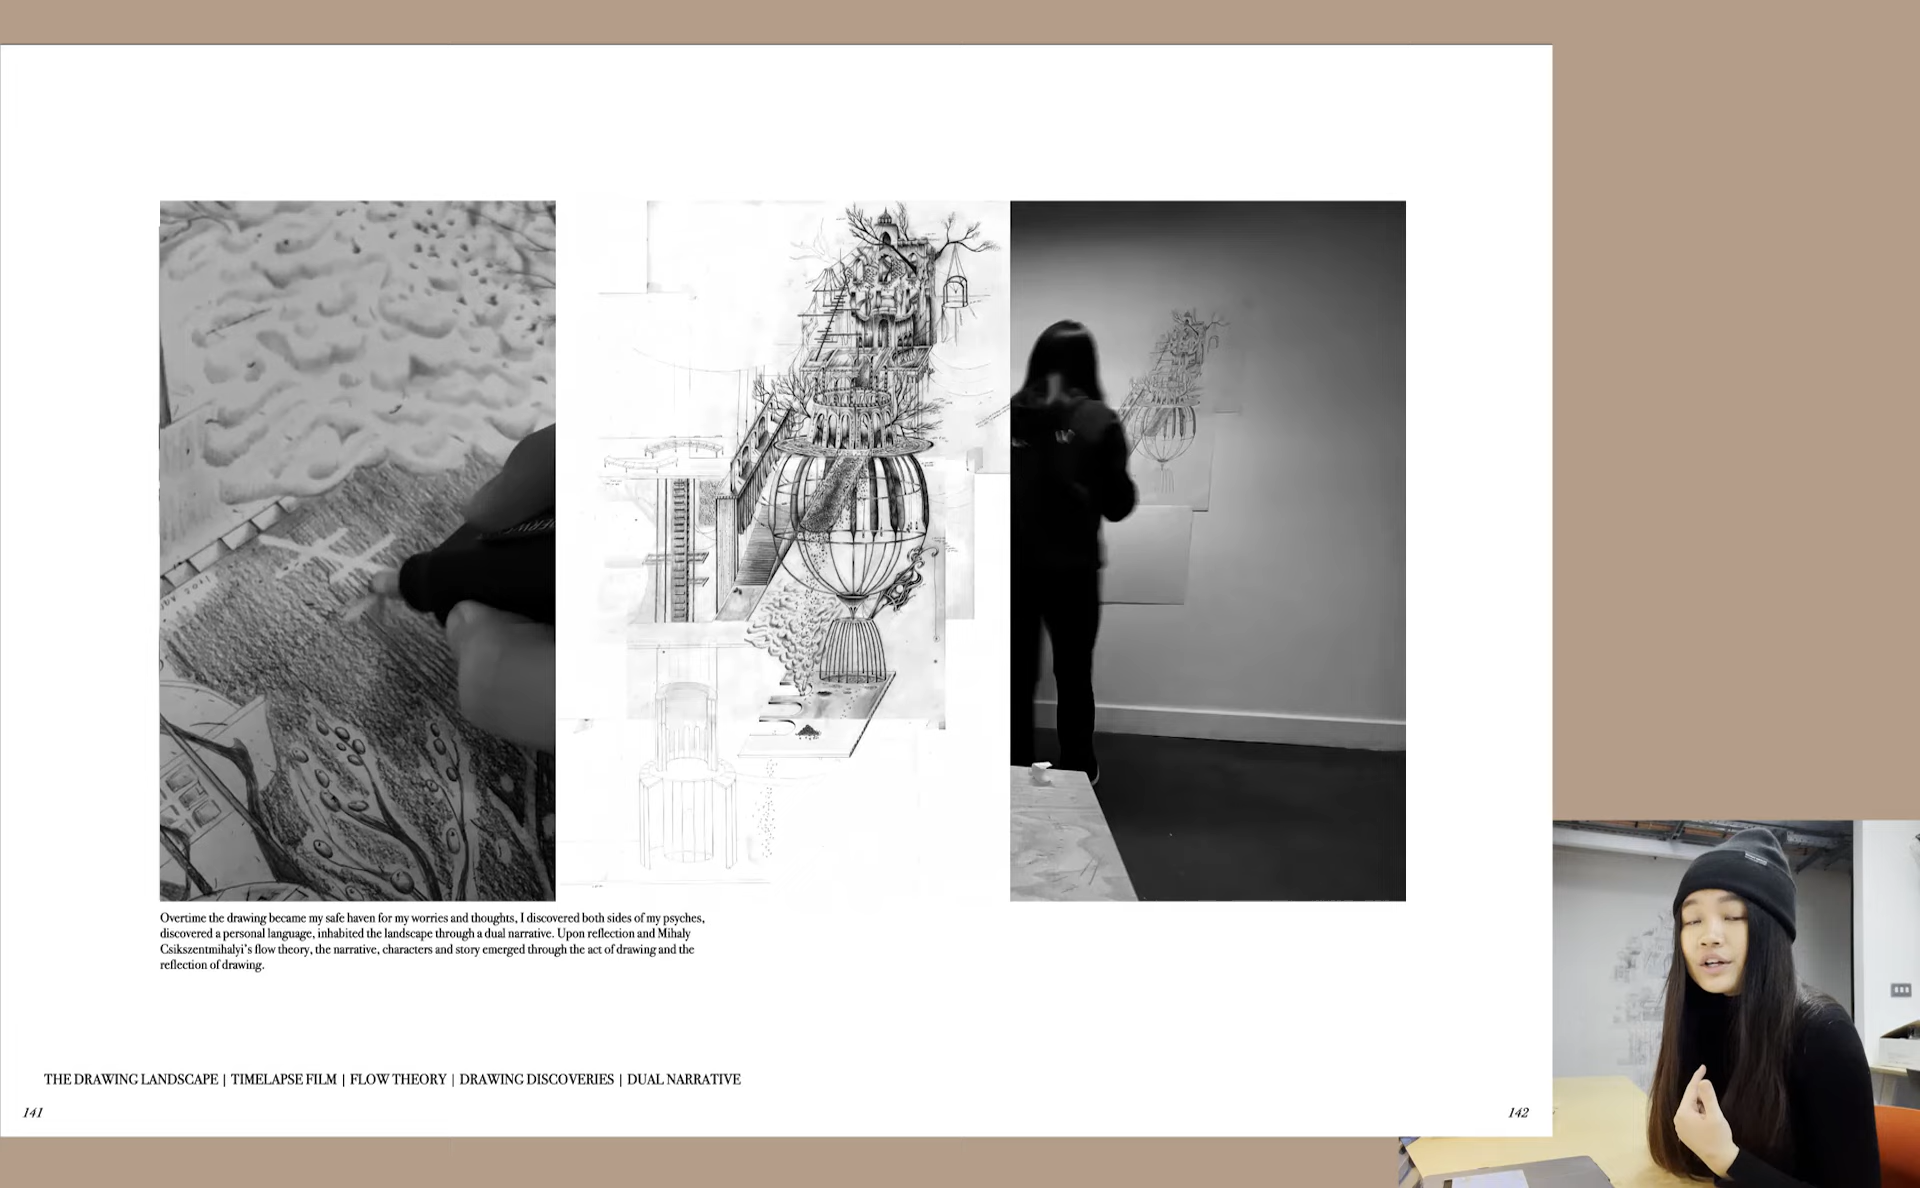 Overtime the drawing became my safe haven for my worries and thoughts, I discovered both sides of my psyches,
discovered a personal language, inhabited the landscape through a dual narrative. Upon reflection and Mihaly
Csikszentmihalyi's flow theory, the narrative, characters and story emerged through the act of drawing and the
reflection of drawing.
THE DRAWING LANDSCAPE | TIMELAPSE FILM | FLOW THEORY | DRAWING DISCOVERIES | DUAL NARRATIVE
141
142